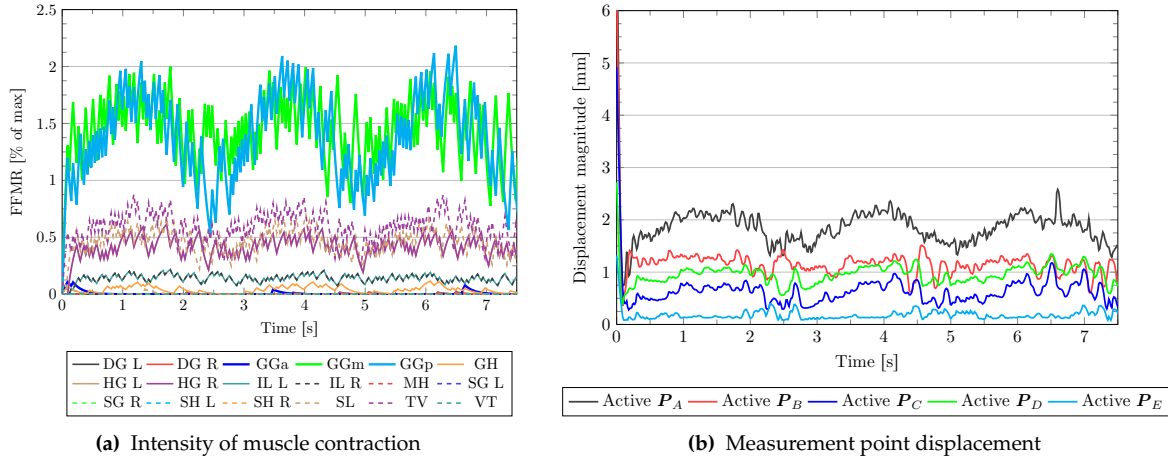 2.5
2
1.5
1
0.5
0
FFMR [% of max]
0 1 2 3 4 5 6 7
Time [s]
DG L DG R GGa GGm GGp GH
HG L HG R IL L IL R MH SG L
SG R SH L SH R SL TV VT
(a) Intensity of muscle contraction
6
5
4
3
2
1
0
Displacement magnitude [mm]
0 1 2 3 4 5 6 7
Time [s]
Active P_A Active P_B Active P_C Active P_D Active P_E
(b) Measurement point displacement